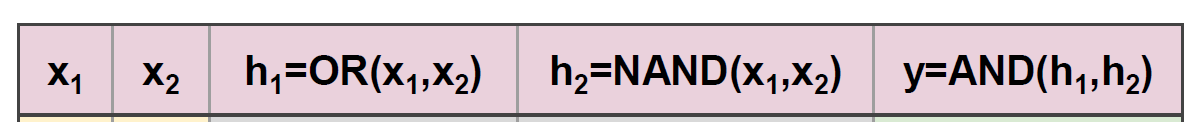 x₁ x₂ h₁=OR(x₁,x₂) h₂=NAND(x₁,x₂) y=AND(h₁,h₂)